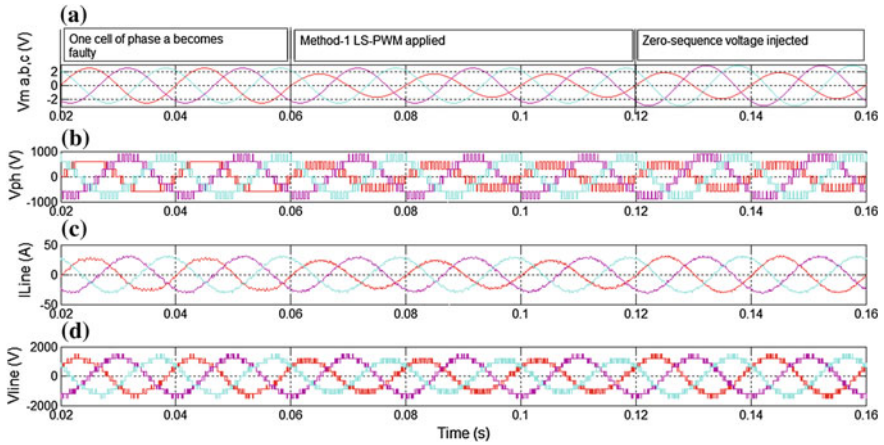 (a)
One cell of phase a becomes
faulty
Method-1 LS-PWM applied
Zero-sequence voltage injected
Vm a,b,c (V)
2
0
-2
0.02 0.04 0.06 0.08 0.1 0.12 0.14 0.16
(b)
Vph (V)
1000
0
-1000
0.02 0.04 0.06 0.08 0.1 0.12 0.14 0.16
(c)
ILine (A)
50
0
-50
0.02 0.04 0.06 0.08 0.1 0.12 0.14 0.16
(d)
Vline (V)
2000
0
-2000
0.02 0.04 0.06 0.08 0.1 0.12 0.14 0.16
Time (s)